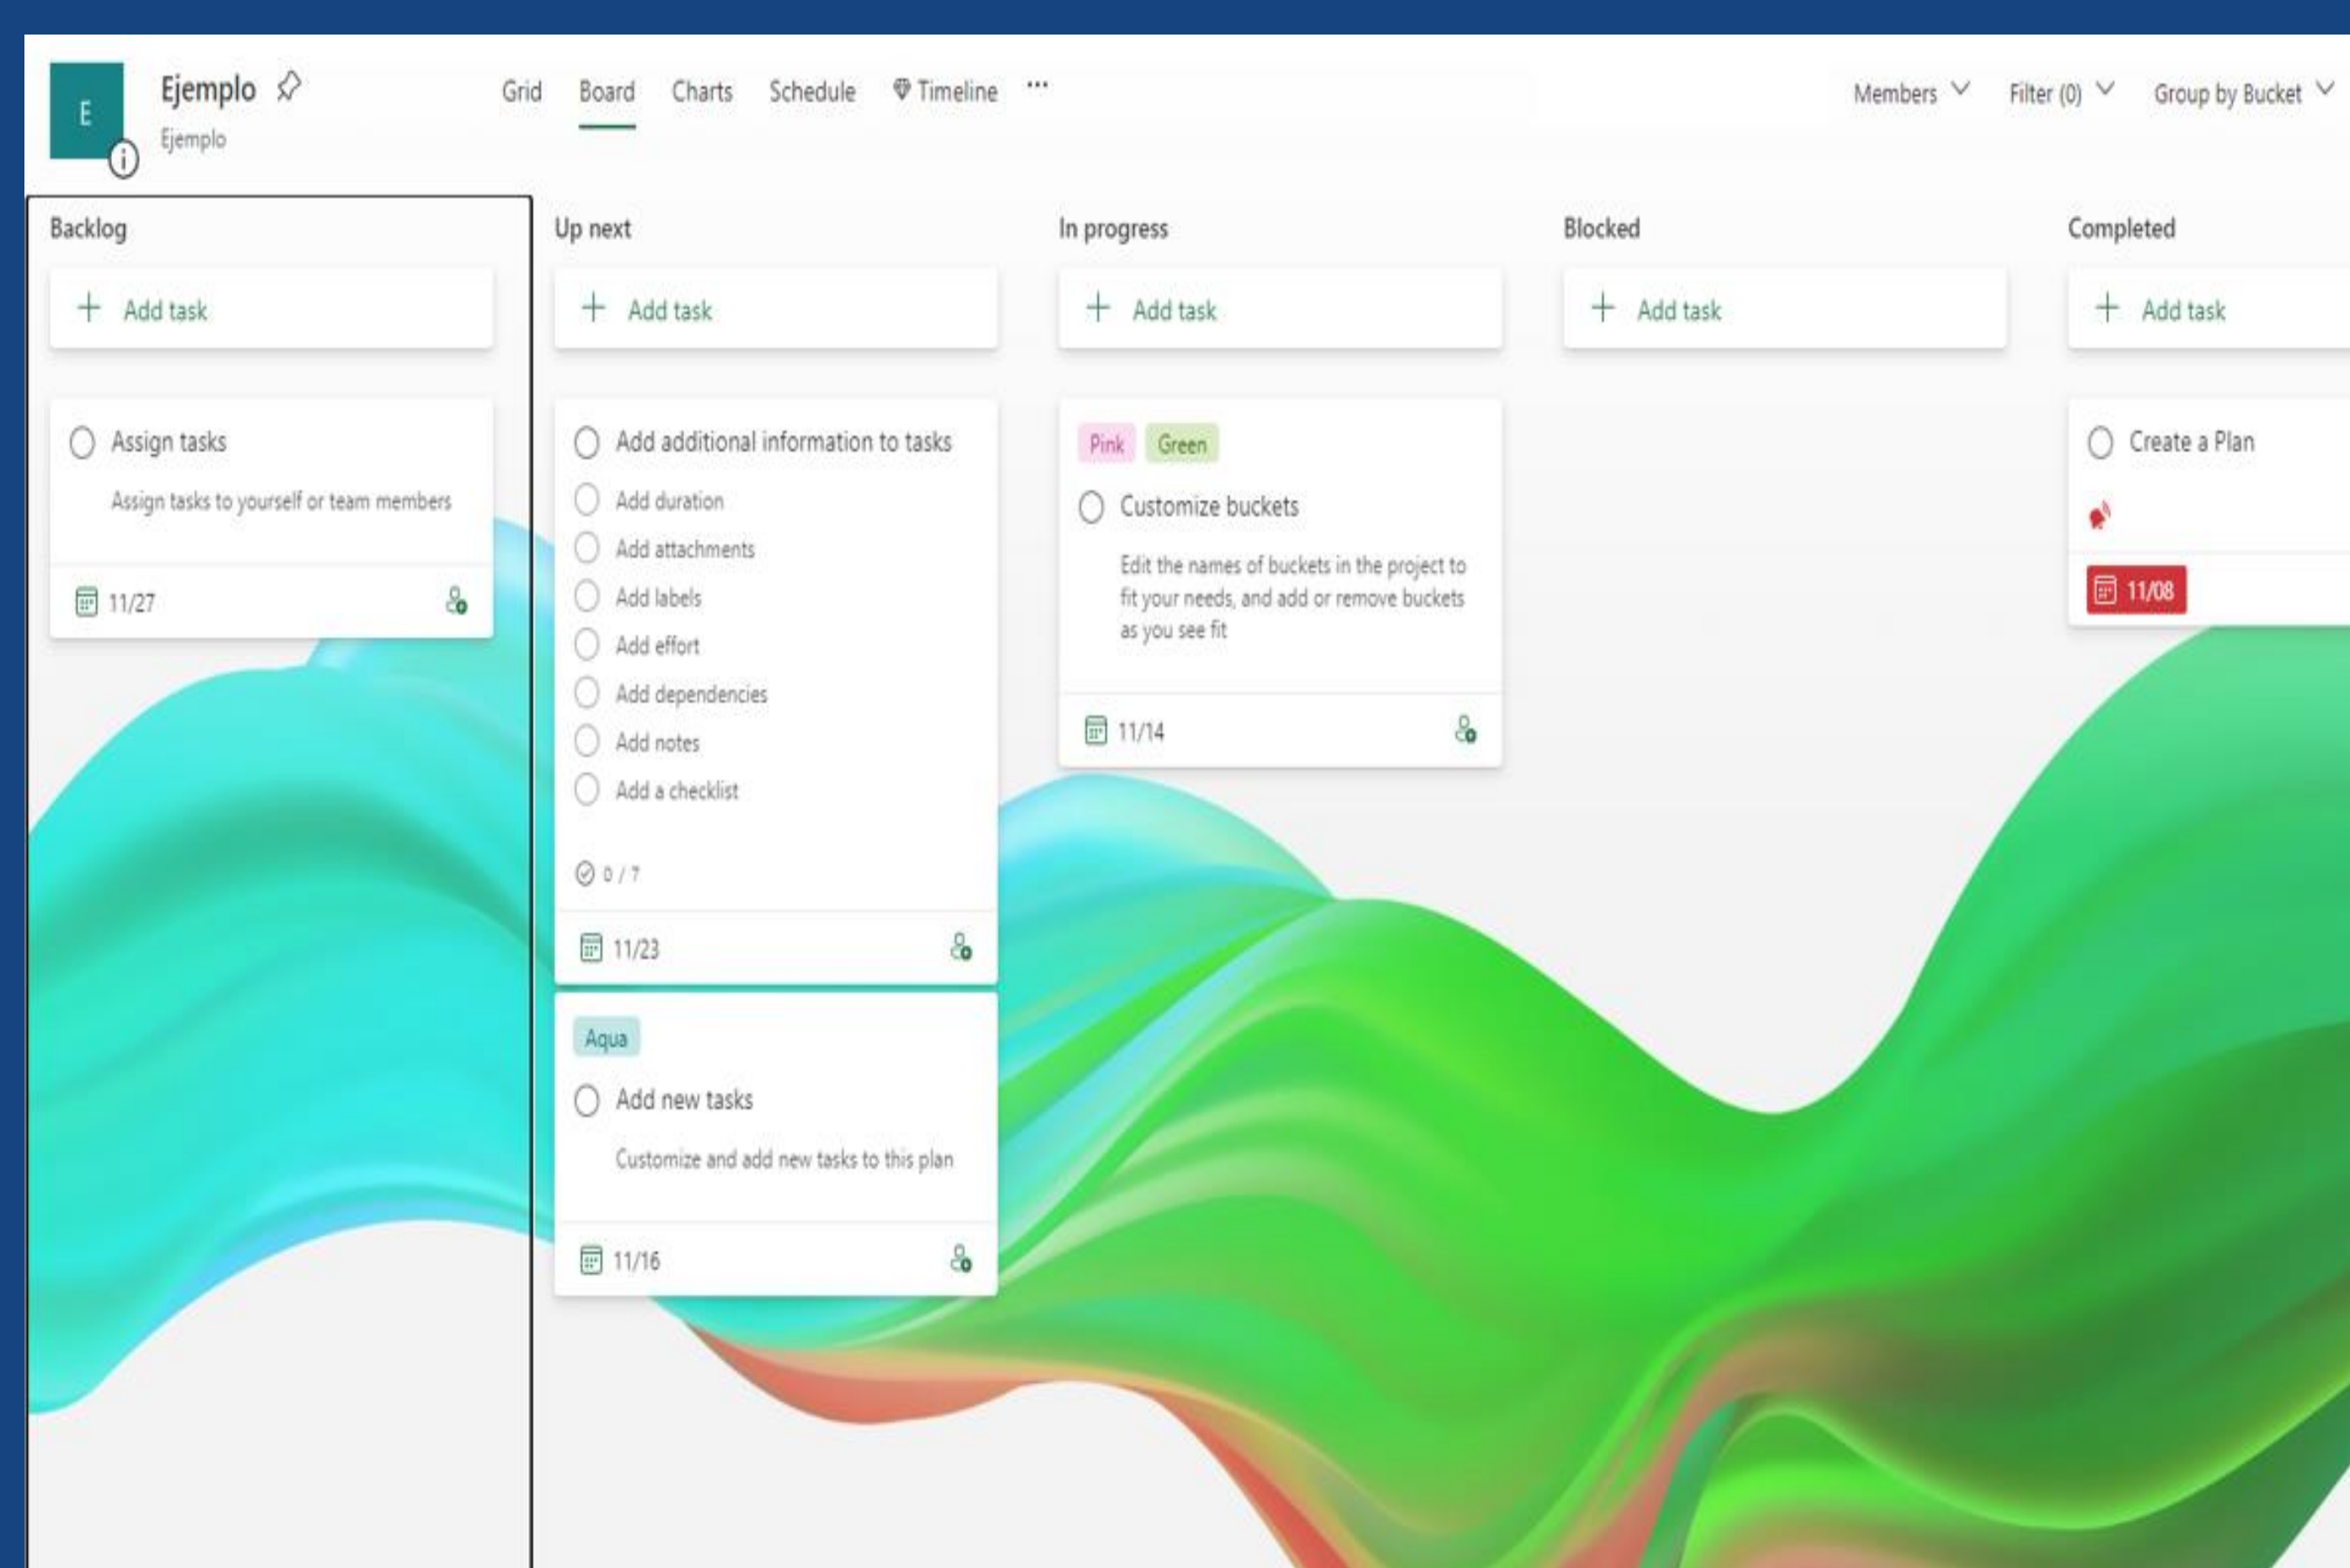 E
Ejemplo
Ejemplo
Grid Board Charts Schedule Timeline ...
Members Filter (0) Group by Bucket
Backlog
Add task
Assign tasks
Assign tasks to yourself or team members
11/27
Up next
Add task
Add additional information to tasks
Add duration
Add attachments
Add labels
Add effort
Add dependencies
Add notes
Add a checklist
0 / 7
11/23
Aqua
Add new tasks
Customize and add new tasks to this plan
11/16
In progress
Add task
Pink Green
Customize buckets
Edit the names of buckets in the project to
fit your needs, and add or remove buckets
as you see fit
11/14
Blocked
Add task
Completed
Add task
Create a Plan
11/08